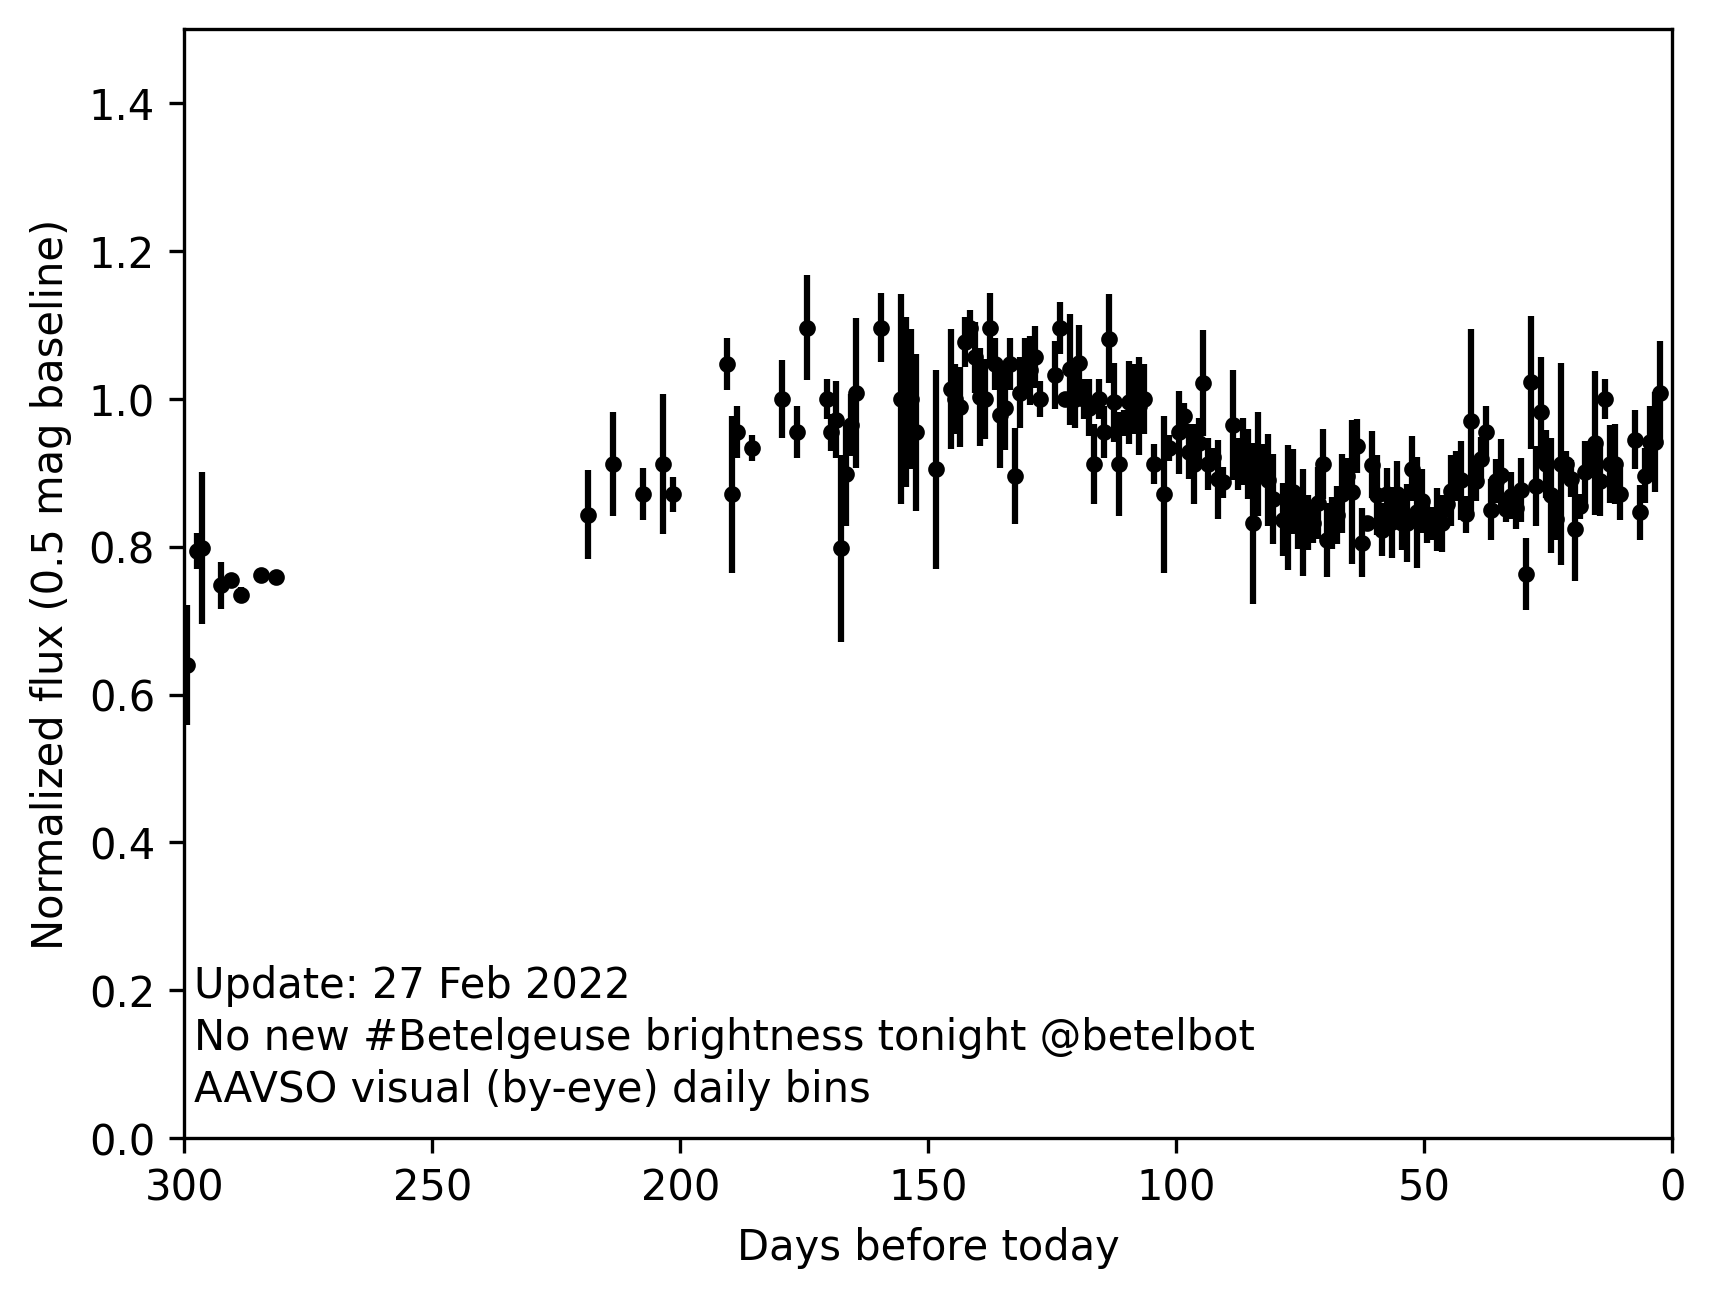 1.4
1.2
1.0
0.8
0.6
0.4
0.2
0.0
Normalized flux (0.5 mag baseline)
Update: 27 Feb 2022
No new #Betelgeuse brightness tonight @betelbot
AAVSO visual (by-eye) daily bins
300 250 200 150 100 50 0
Days before today